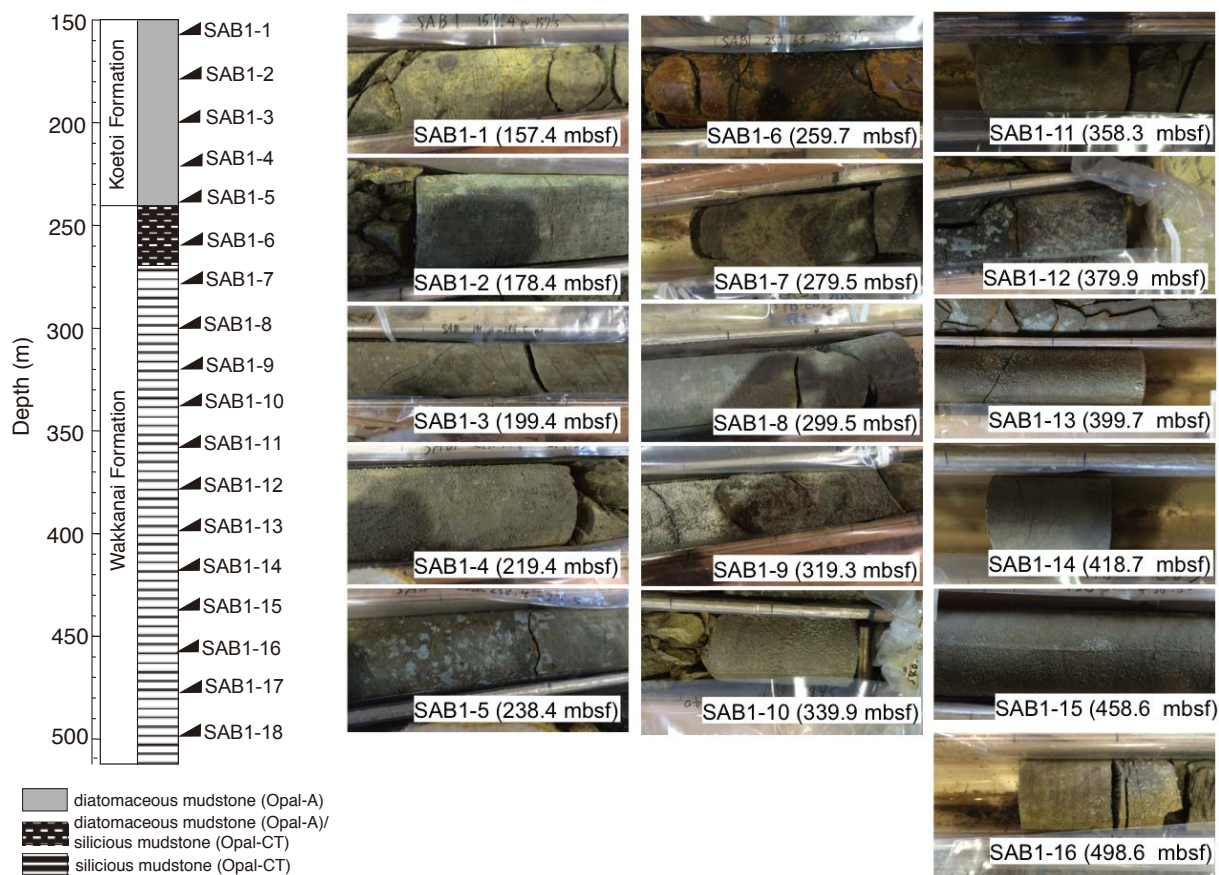 150
200
250
300
350
400
450
500
Depth (m)
Koetoi Formation
Wakkanai Formation
SAB1-1
SAB1-2
SAB1-3
SAB1-4
SAB1-5
SAB1-6
SAB1-7
SAB1-8
SAB1-9
SAB1-10
SAB1-11
SAB1-12
SAB1-13
SAB1-14
SAB1-15
SAB1-16
SAB1-17
SAB1-18
diatomaceous mudstone (Opal-A)
diatomaceous mudstone (Opal-A)/
silicious mudstone (Opal-CT)
silicious mudstone (Opal-CT)
SAB1-1 (157.4 mbsf)
SAB1-2 (178.4 mbsf)
SAB1-3 (199.4 mbsf)
SAB1-4 (219.4 mbsf)
SAB1-5 (238.4 mbsf)
SAB1-6 (259.7 mbsf)
SAB1-7 (279.5 mbsf)
SAB1-8 (299.5 mbsf)
SAB1-9 (319.3 mbsf)
SAB1-10 (339.9 mbsf)
SAB1-11 (358.3 mbsf)
SAB1-12 (379.9 mbsf)
SAB1-13 (399.7 mbsf)
SAB1-14 (418.7 mbsf)
SAB1-15 (458.6 mbsf)
SAB1-16 (498.6 mbsf)